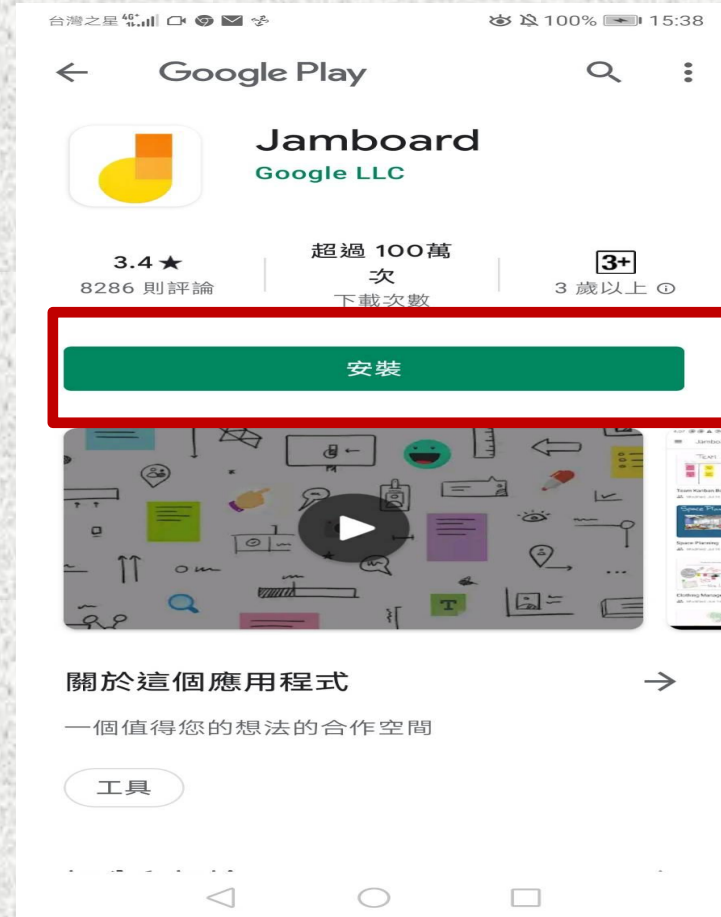 台灣之星 4G+ 100% 15:38
Google Play
Jamboard
Google LLC
3.4★
8286 則評論
超過 100萬
次
下載次數
3+
3 歲以上
安裝
T
關於這個應用程式
一個值得您的想法的合作空間
工具